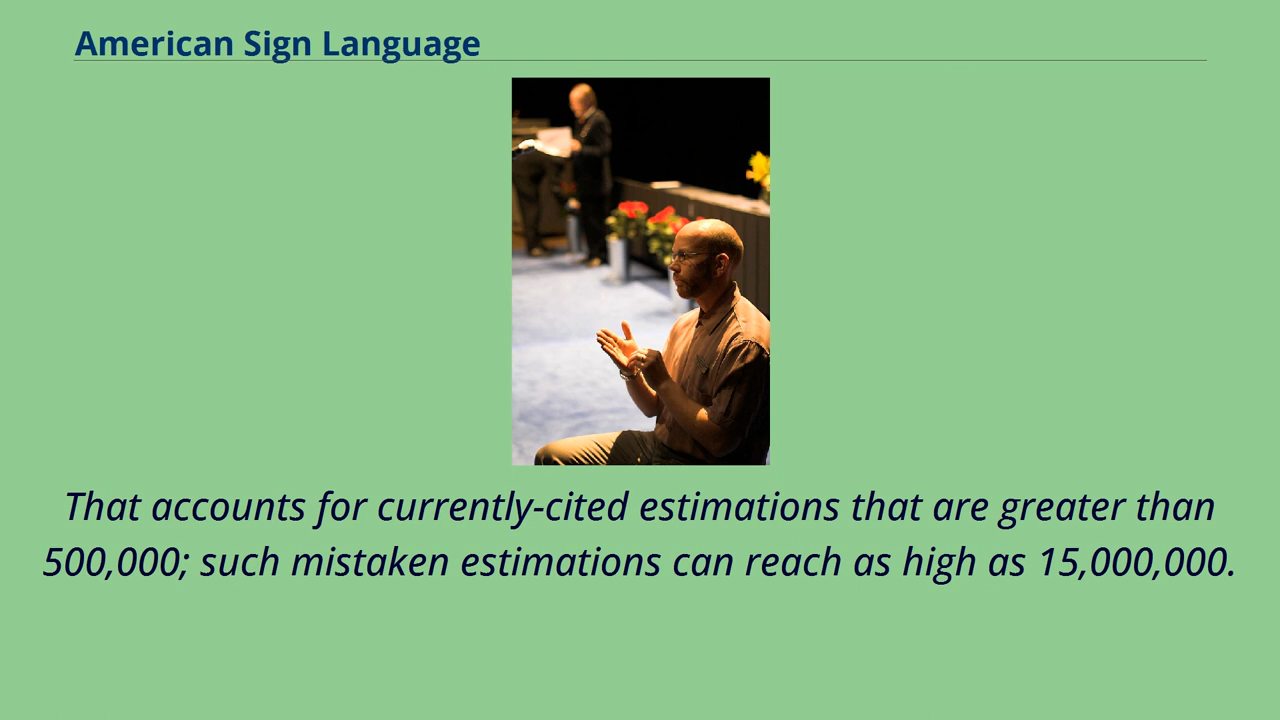 American Sign Language
That accounts for currently-cited estimations that are greater than
500,000; such mistaken estimations can reach as high as 15,000,000.